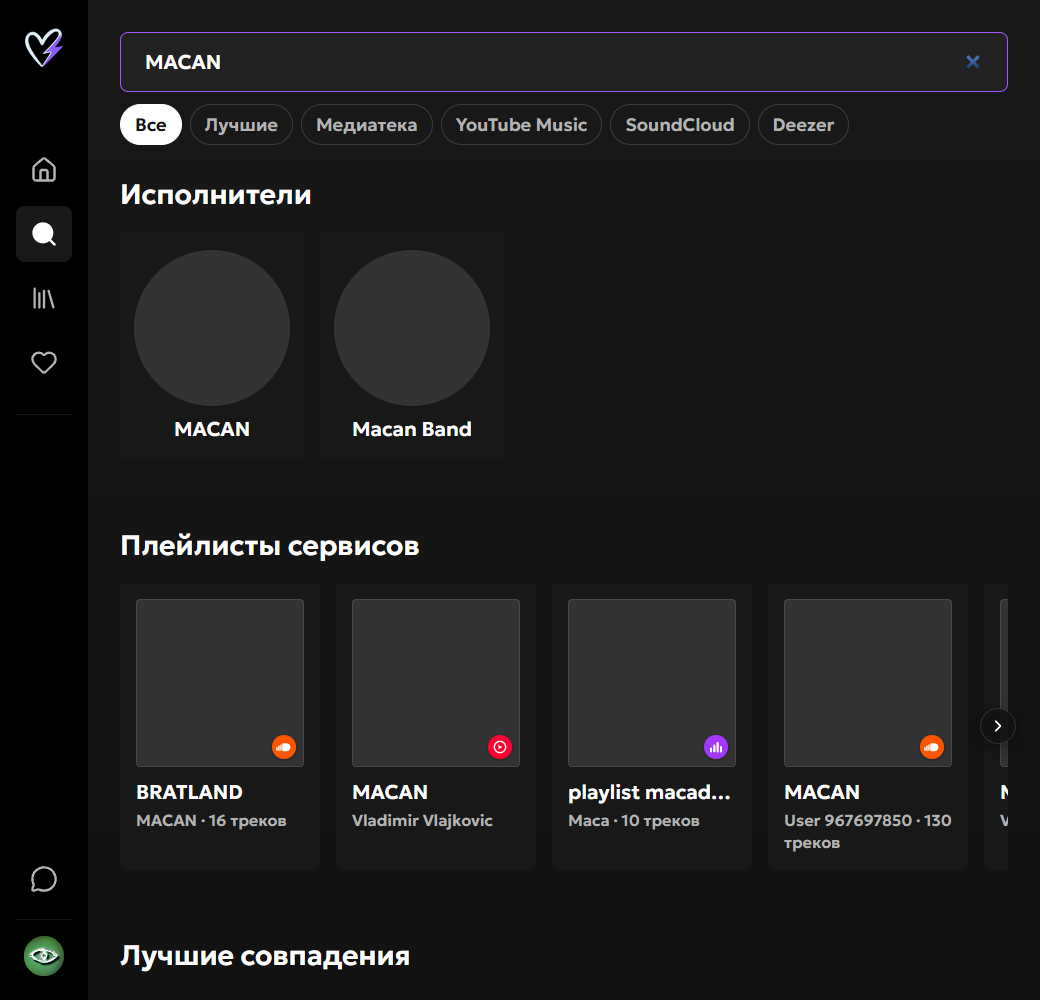 MACAN
Все
Лучшие
Медиатека
YouTube Music
SoundCloud
Deezer
Исполнители
MACAN
Macan Band
Плейлисты сервисов
BRATLAND
MACAN · 16 треков
MACAN
Vladimir Vlajkovic
playlist macad...
Maca · 10 треков
MACAN
User 967697850 · 130
треков
Лучшие совпадения